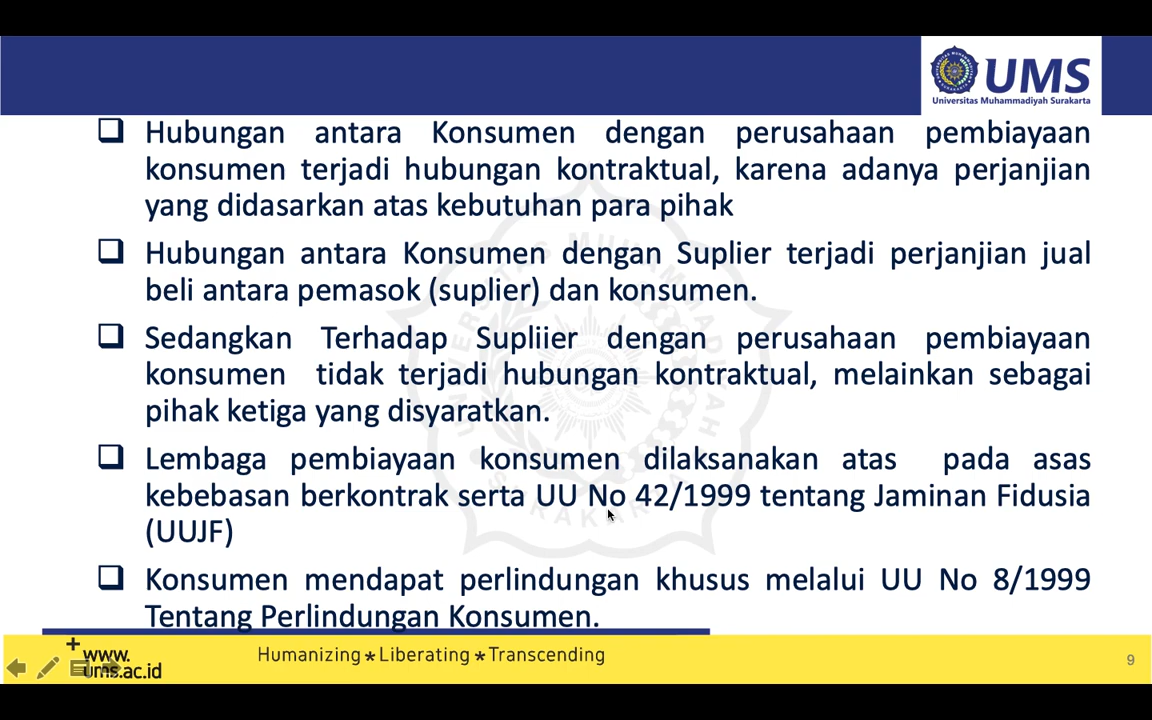 UMS
Universitas Muhammadiyah Surakarta
❑ Hubungan antara Konsumen dengan perusahaan pembiayaan
konsumen terjadi hubungan kontraktual, karena adanya perjanjian
yang didasarkan atas kebutuhan para pihak
❑ Hubungan antara Konsumen dengan Suplier terjadi perjanjian jual
beli antara pemasok (suplier) dan konsumen.
❑ Sedangkan Terhadap Supliier dengan perusahaan pembiayaan
konsumen tidak terjadi hubungan kontraktual, melainkan sebagai
pihak ketiga yang disyaratkan.
❑ Lembaga pembiayaan konsumen dilaksanakan atas pada asas
kebebasan berkontrak serta UU No 42/1999 tentang Jaminan Fidusia
(UUJF)
❑ Konsumen mendapat perlindungan khusus melalui UU No 8/1999
Tentang Perlindungan Konsumen.
UNIVERSITAS MUHAMMADIYAH
SURAKARTA
+www.
ums.ac.id
Humanizing * Liberating * Transcending
9